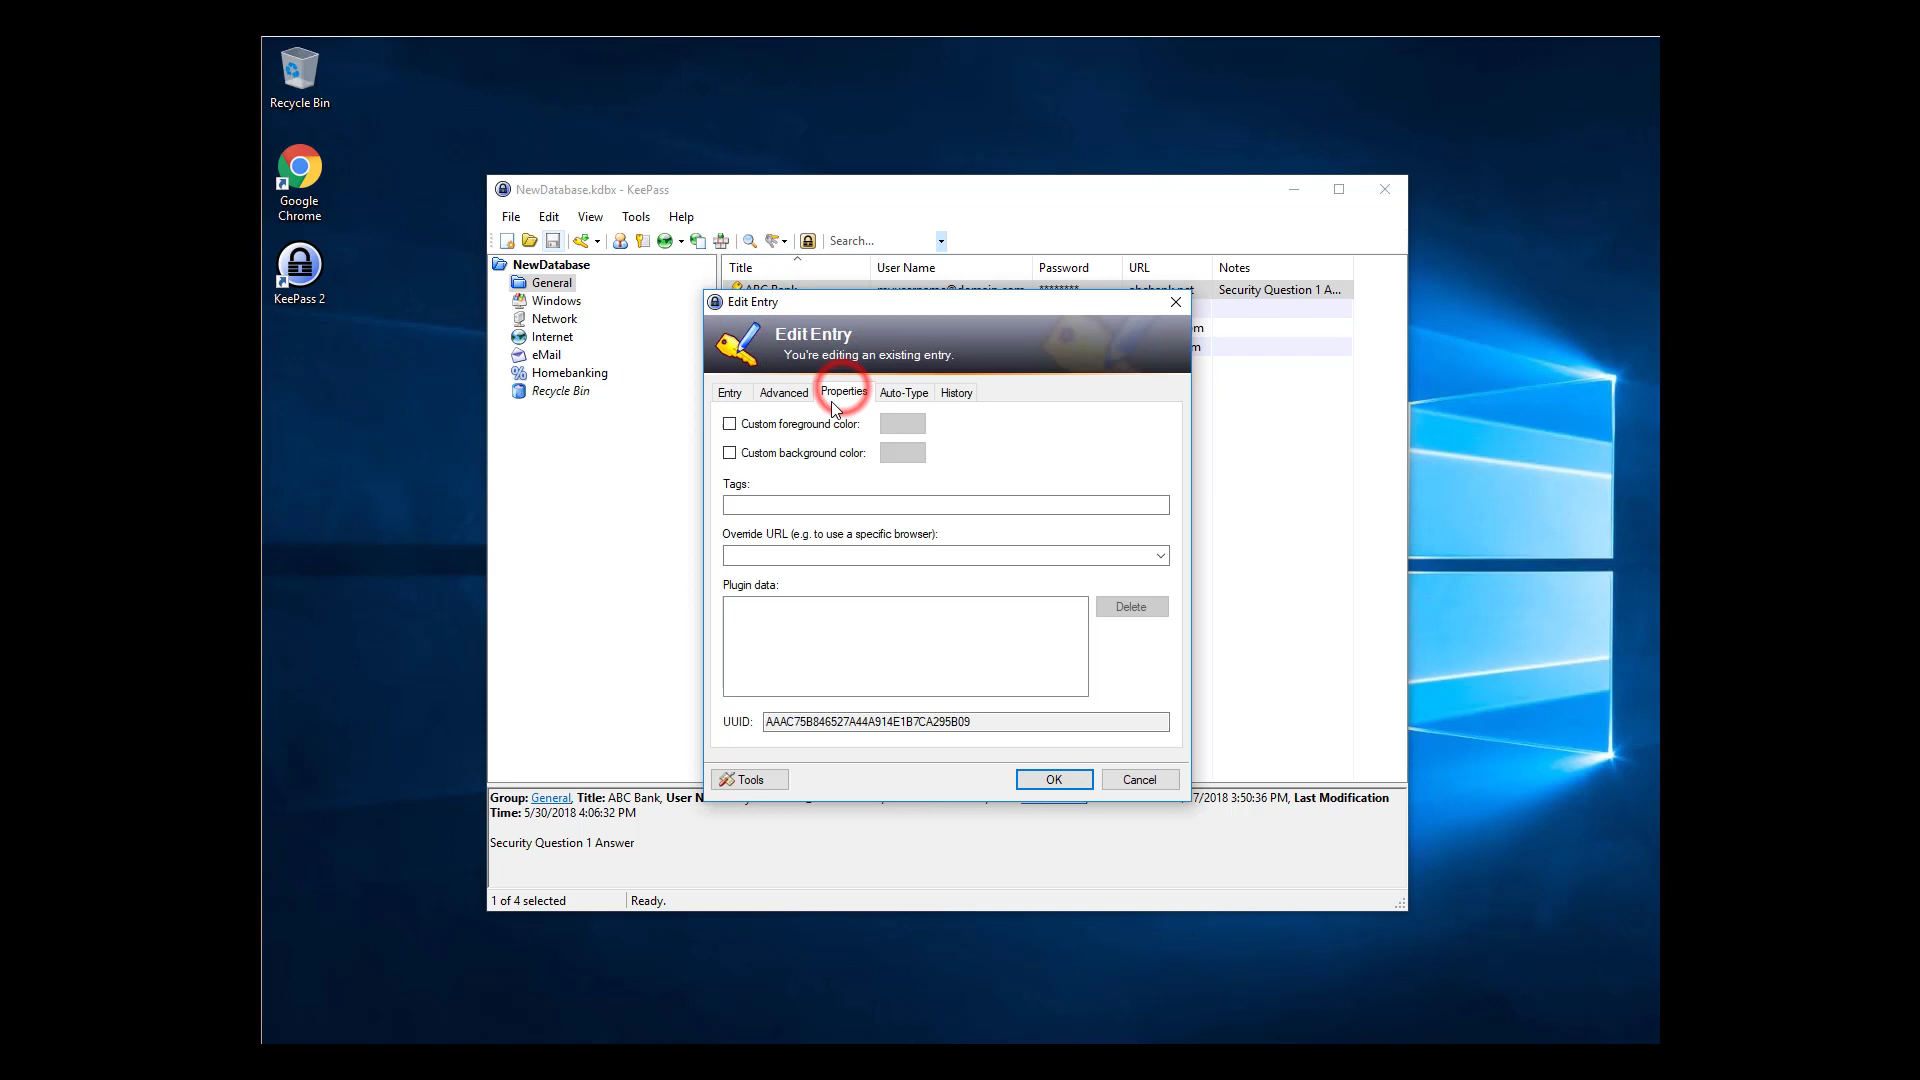 Recycle Bin
Google
Chrome
KeePass 2
NewDatabase.kdbx - KeePass
File Edit View Tools Help
Search...
NewDatabase
General
Windows
Network
Internet
eMail
Homebanking
Recycle Bin
Title User Name Password URL Notes
ABC Bank ******** Security Question 1 A...
om
m
Edit Entry
Edit Entry
You're editing an existing entry.
Entry Advanced Properties Auto-Type History
Custom foreground color:
Custom background color:
Tags:
Override URL (e.g. to use a specific browser):
Plugin data:
Delete
UUID: AAAC75B846527A44A914E1B7CA295B09
Tools OK Cancel
Group: General, Title: ABC Bank, User N 7/2018 3:50:36 PM, Last Modification
Time: 5/30/2018 4:06:32 PM
Security Question 1 Answer
1 of 4 selected Ready.